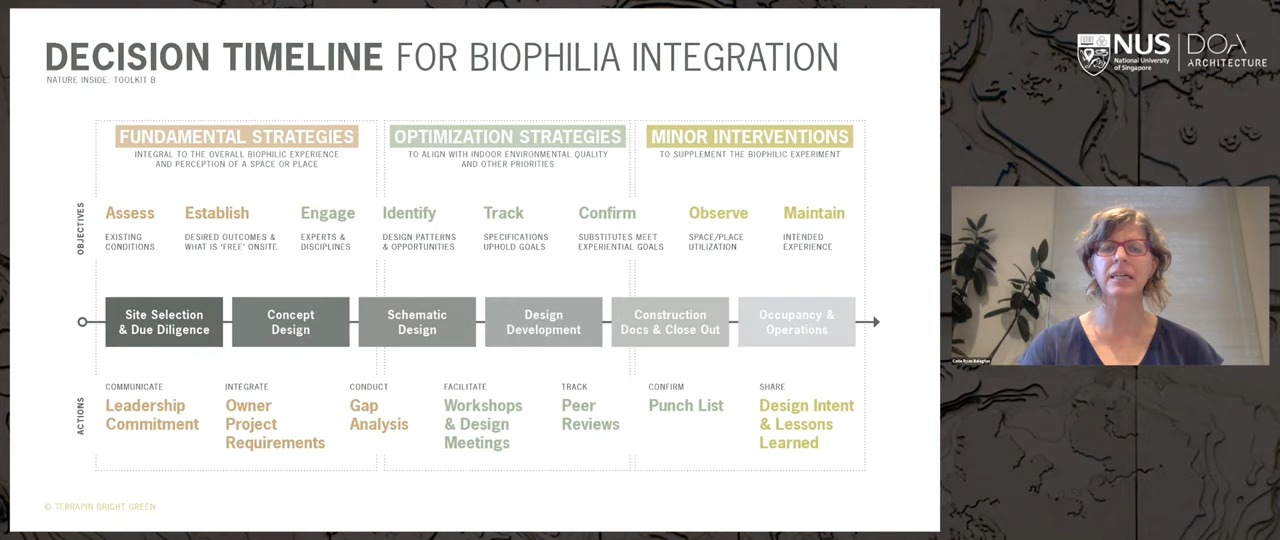 DECISION TIMELINE FOR BIOPHILIA INTEGRATION
NATURE INSIDE: TOOLKIT B
FUNDAMENTAL STRATEGIES
INTEGRAL TO THE OVERALL BIOPHILIC EXPERIENCE
AND PERCEPTION OF A SPACE OR PLACE
OPTIMIZATION STRATEGIES
TO ALIGN WITH INDOOR ENVIRONMENTAL QUALITY
AND OTHER PRIORITIES
MINOR INTERVENTIONS
TO SUPPLEMENT THE BIOPHILIC EXPERIMENT
OBJECTIVES
Assess
EXISTING
CONDITIONS
Establish
DESIRED OUTCOMES &
WHAT IS 'FREE' ONSITE
Engage
EXPERTS &
DISCIPLINES
Identify
DESIGN PATTERNS
& OPPORTUNITIES
Track
SPECIFICATIONS
UPHOLD GOALS
Confirm
SUBSTITUTES MEET
EXPERIENTIAL GOALS
Observe
SPACE/PLACE
UTILIZATION
Maintain
INTENDED
EXPERIENCE
Site Selection
& Due Diligence
Concept
Design
Schematic
Design
Design
Development
Construction
Docs & Close Out
Occupancy &
Operations
ACTIONS
COMMUNICATE
Leadership
Commitment
INTEGRATE
Owner
Project
Requirements
CONDUCT
Gap
Analysis
FACILITATE
Workshops
& Design
Meetings
TRACK
Peer
Reviews
CONFIRM
Punch List
SHARE
Design Intent
& Lessons
Learned
© TERRAPIN BRIGHT GREEN
NUS
National University
of Singapore
DOA
ARCHITECTURE
Catie Ryan Balagtas